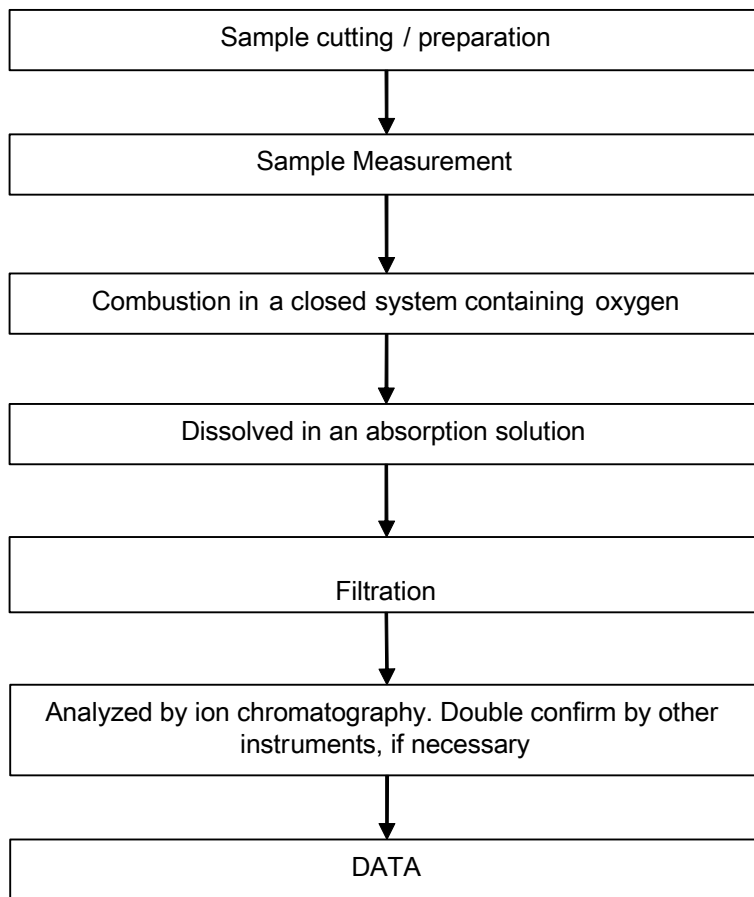 Sample cutting / preparation
Sample Measurement
Combustion in a closed system containing oxygen
Dissolved in an absorption solution
Filtration
Analyzed by ion chromatography. Double confirm by other
instruments, if necessary
DATA